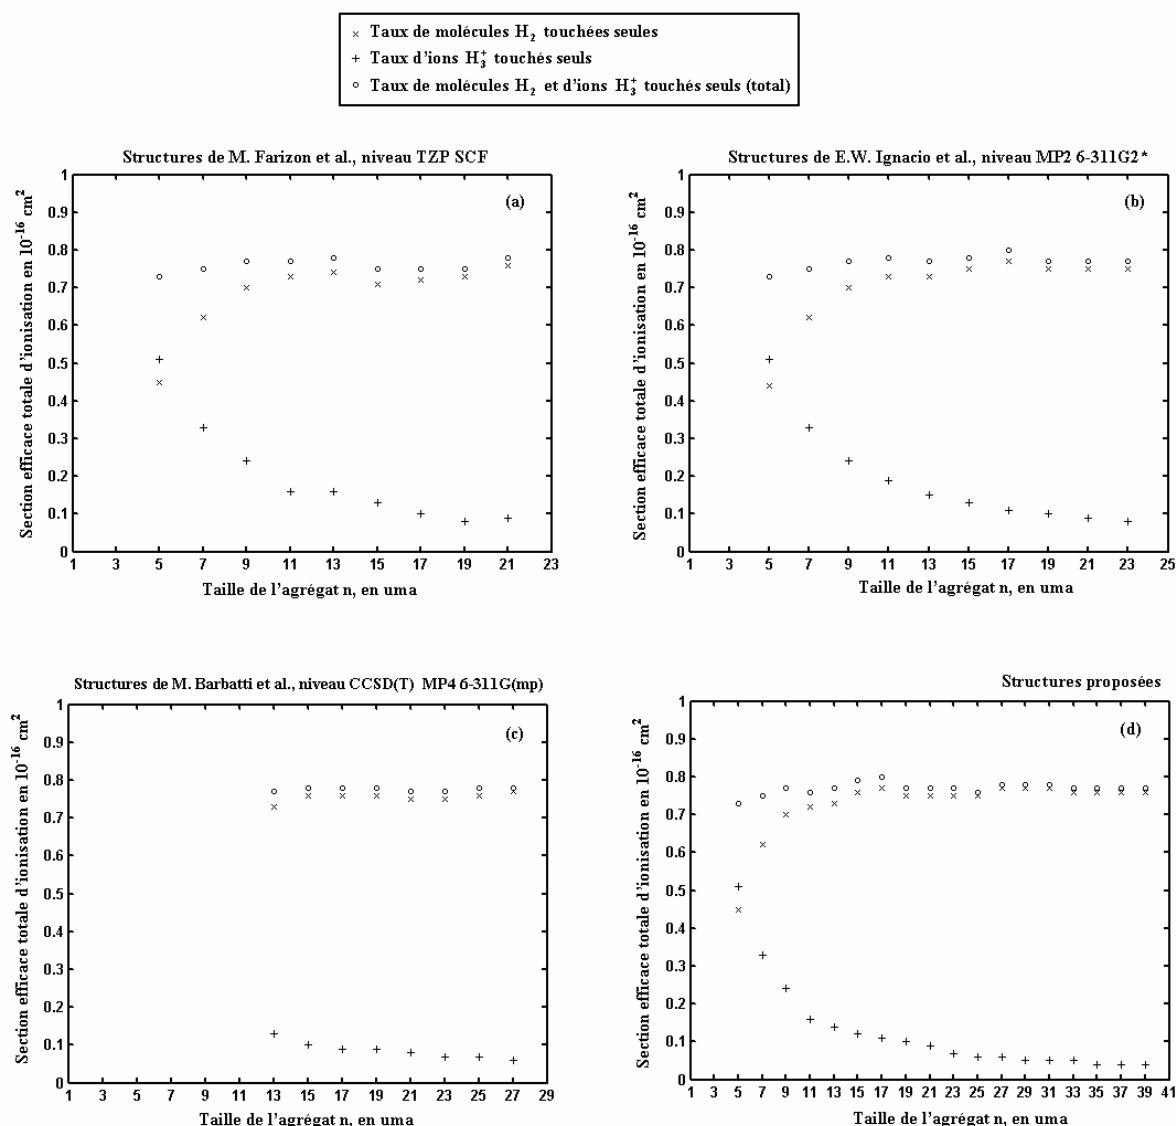 × Taux de molécules H2 touchées seules
+ Taux d'ions H3+ touchés seuls
o Taux de molécules H2 et d'ions H3+ touchés seuls (total)
Structures de M. Farizon et al., niveau TZP SCF
(a)
Section efficace totale d'ionisation en 10-16 cm2
1
0.9
0.8
0.7
0.6
0.5
0.4
0.3
0.2
0.1
0
1 3 5 7 9 11 13 15 17 19 21 23
Taille de l'agrégat n, en uma
Structures de E.W. Ignacio et al., niveau MP2 6-311G2*
(b)
Section efficace totale d'ionisation en 10-16 cm2
1
0.9
0.8
0.7
0.6
0.5
0.4
0.3
0.2
0.1
0
1 3 5 7 9 11 13 15 17 19 21 23 25
Taille de l'agrégat n, en uma
Structures de M. Barbatti et al., niveau CCSD(T) MP4 6-311G(mp)
(c)
Section efficace totale d'ionisation en 10-16 cm2
1
0.9
0.8
0.7
0.6
0.5
0.4
0.3
0.2
0.1
0
1 3 5 7 9 11 13 15 17 19 21 23 25 27 29
Taille de l'agrégat n, en uma
Structures proposées
(d)
Section efficace totale d'ionisation en 10-16 cm2
1
0.9
0.8
0.7
0.6
0.5
0.4
0.3
0.2
0.1
0
1 3 5 7 9 11 13 15 17 19 21 23 25 27 29 31 33 35 37 39 41
Taille de l'agrégat n, en uma